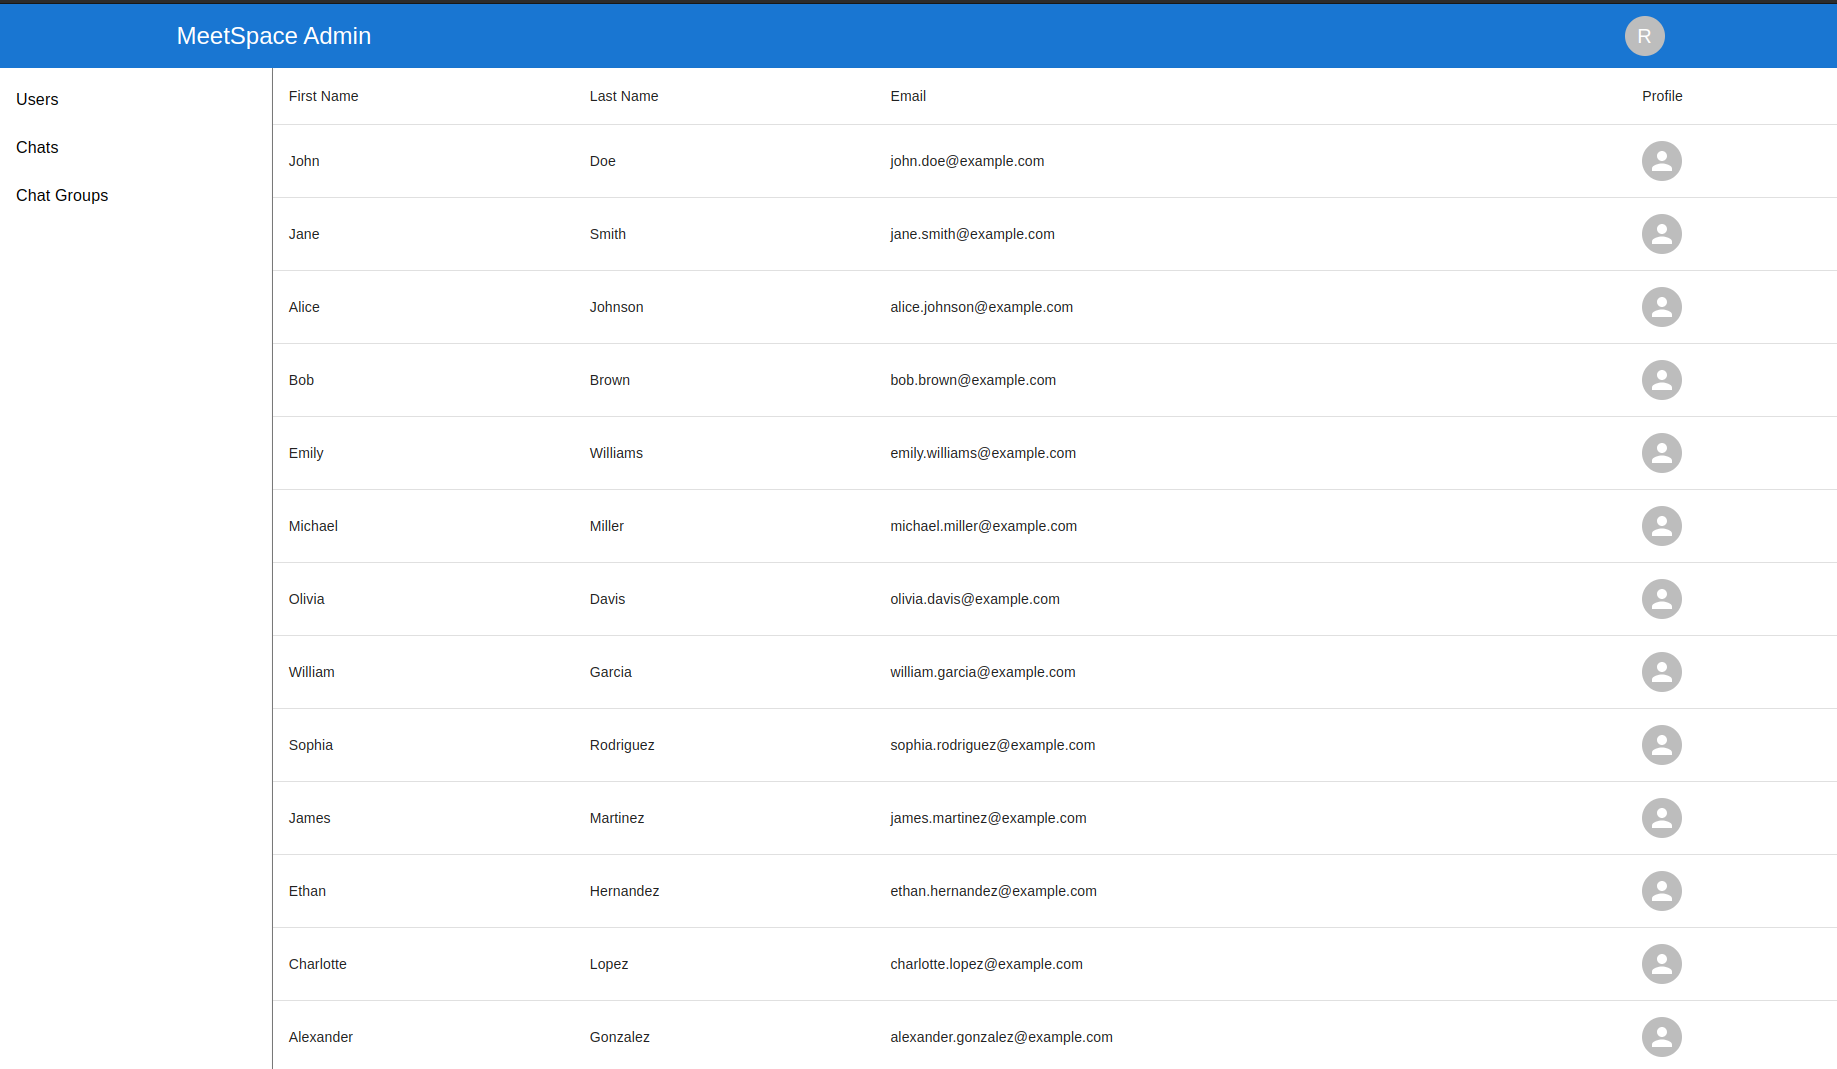 MeetSpace Admin
R
Users
Chats
Chat Groups
First Name Last Name Email Profile
John Doe john.doe@example.com
Jane Smith jane.smith@example.com
Alice Johnson alice.johnson@example.com
Bob Brown bob.brown@example.com
Emily Williams emily.williams@example.com
Michael Miller michael.miller@example.com
Olivia Davis olivia.davis@example.com
William Garcia william.garcia@example.com
Sophia Rodriguez sophia.rodriguez@example.com
James Martinez james.martinez@example.com
Ethan Hernandez ethan.hernandez@example.com
Charlotte Lopez charlotte.lopez@example.com
Alexander Gonzalez alexander.gonzalez@example.com